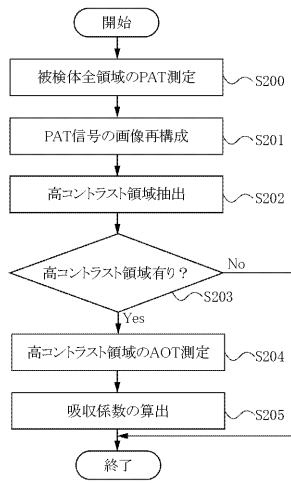 開始
被検体全領域のPAT測定
S200
PAT信号の画像再構成
S201
高コントラスト領域抽出
S202
高コントラスト領域有り？
No
S203
Yes
高コントラスト領域のAOT測定
S204
吸収係数の算出
S205
終了